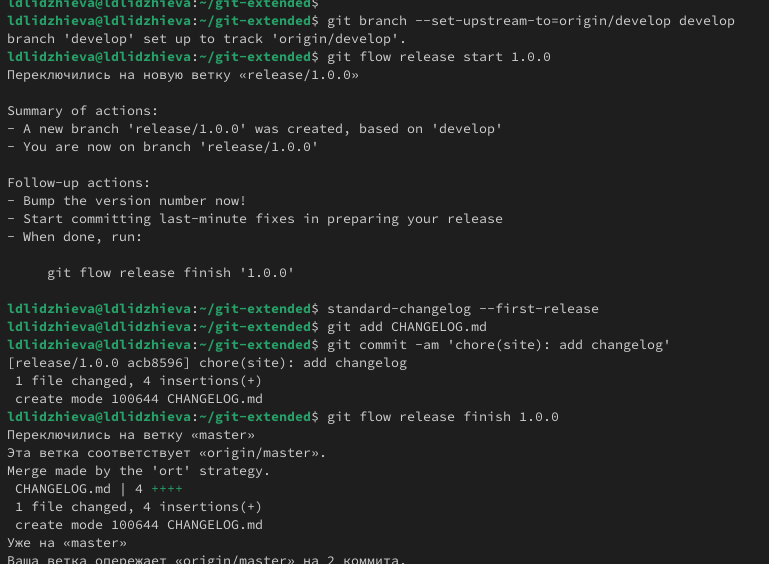 ldlidzhieva@ldlidzhieva:~/git-extended$
ldlidzhieva@ldlidzhieva:~/git-extended$ git branch --set-upstream-to=origin/develop develop
branch 'develop' set up to track 'origin/develop'.
ldlidzhieva@ldlidzhieva:~/git-extended$ git flow release start 1.0.0
Переключились на новую ветку «release/1.0.0»

Summary of actions:
- A new branch 'release/1.0.0' was created, based on 'develop'
- You are now on branch 'release/1.0.0'

Follow-up actions:
- Bump the version number now!
- Start committing last-minute fixes in preparing your release
- When done, run:

     git flow release finish '1.0.0'

ldlidzhieva@ldlidzhieva:~/git-extended$ standard-changelog --first-release
ldlidzhieva@ldlidzhieva:~/git-extended$ git add CHANGELOG.md
ldlidzhieva@ldlidzhieva:~/git-extended$ git commit -am 'chore(site): add changelog'
[release/1.0.0 acb8596] chore(site): add changelog
 1 file changed, 4 insertions(+)
 create mode 100644 CHANGELOG.md
ldlidzhieva@ldlidzhieva:~/git-extended$ git flow release finish 1.0.0
Переключились на ветку «master»
Эта ветка соответствует «origin/master».
Merge made by the 'ort' strategy.
 CHANGELOG.md | 4 ++++
 1 file changed, 4 insertions(+)
 create mode 100644 CHANGELOG.md
Уже на «master»
Ваша ветка опережает «origin/master» на 2 коммита.